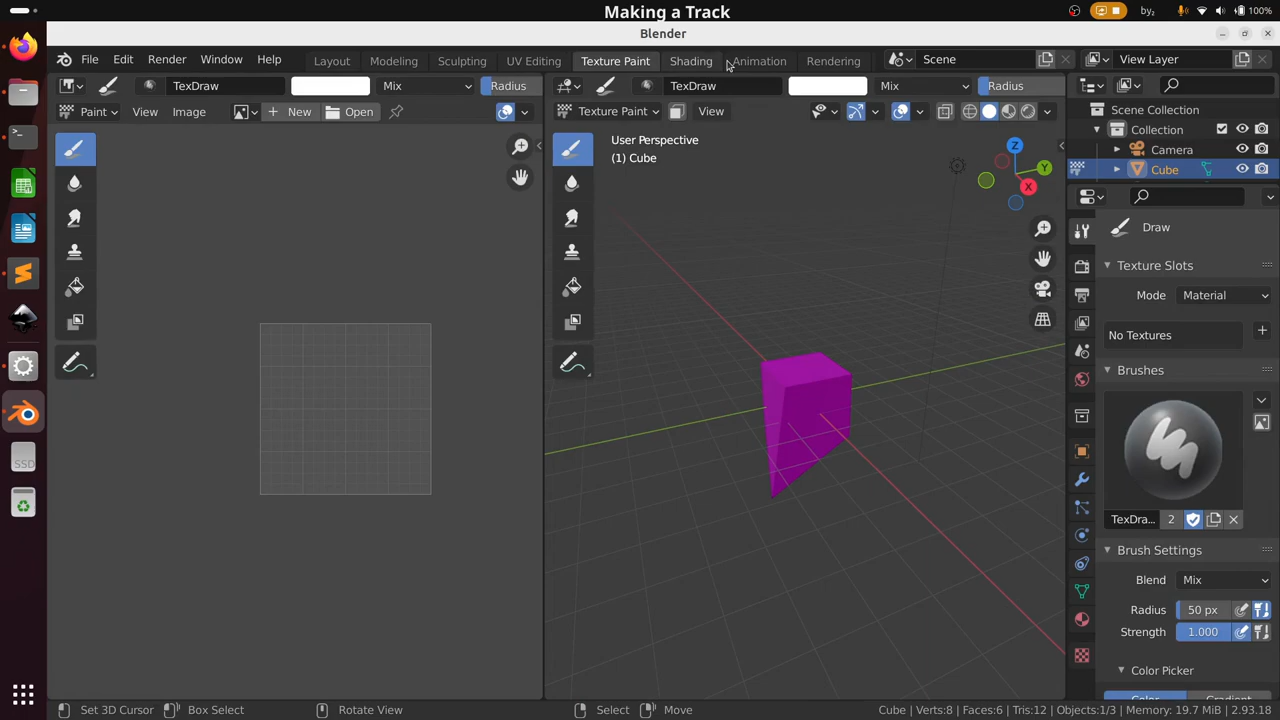 Making a Track
by₂
100%
Blender
File Edit Render Window Help
Layout Modeling Sculpting UV Editing Texture Paint Shading Animation Rendering
Scene
View Layer
TexDraw Mix Radius
TexDraw Mix Radius
Paint View Image New Open
Texture Paint View
User Perspective
(1) Cube
Z
Y
X
Scene Collection
Collection
Camera
Cube
Draw
Texture Slots
Mode Material
No Textures
Brushes
TexDra... 2
Brush Settings
Blend Mix
Radius 50 px
Strength 1.000
Color Picker
Color Gradient
SSD
Set 3D Cursor Box Select Rotate View Select Move
Cube | Verts:8 | Faces:6 | Tris:12 | Objects:1/3 | Memory: 19.7 MiB | 2.93.18